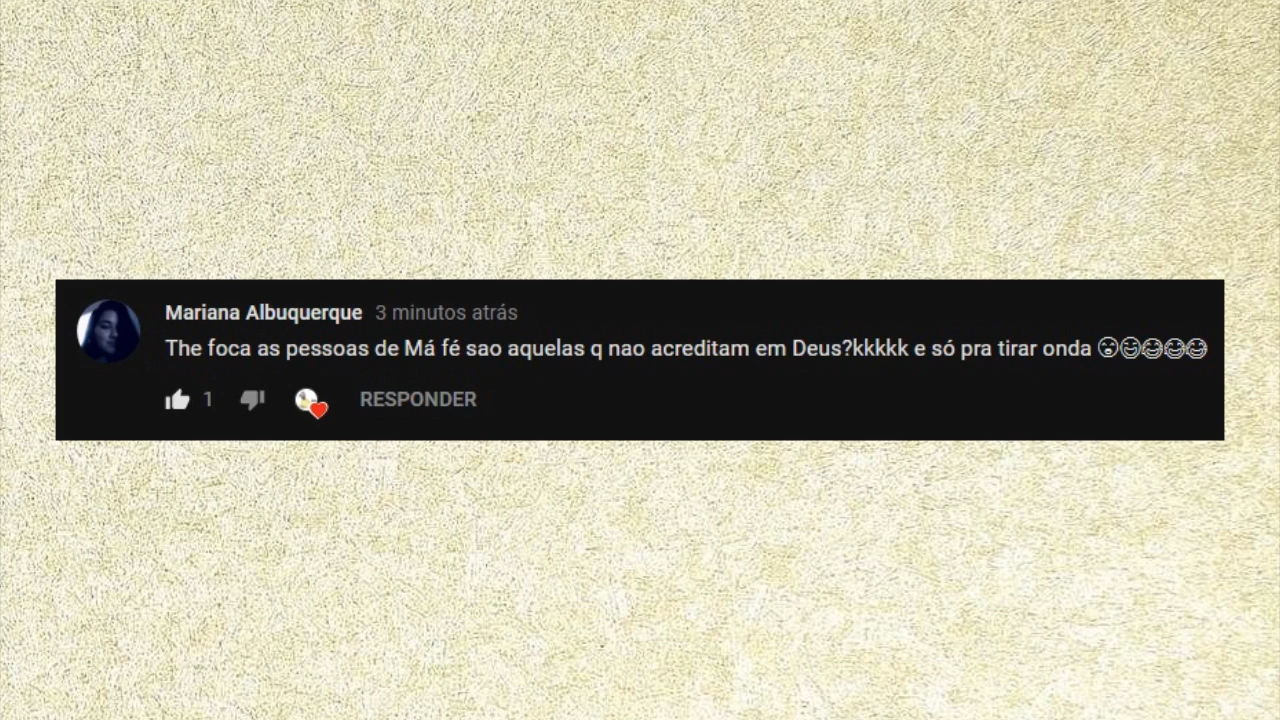 Mariana Albuquerque 3 minutos atrás
The foca as pessoas de Má fé sao aquelas q nao acreditam em Deus?kkkkk e só pra tirar onda 😗😅😂😂😂
1 RESPONDER